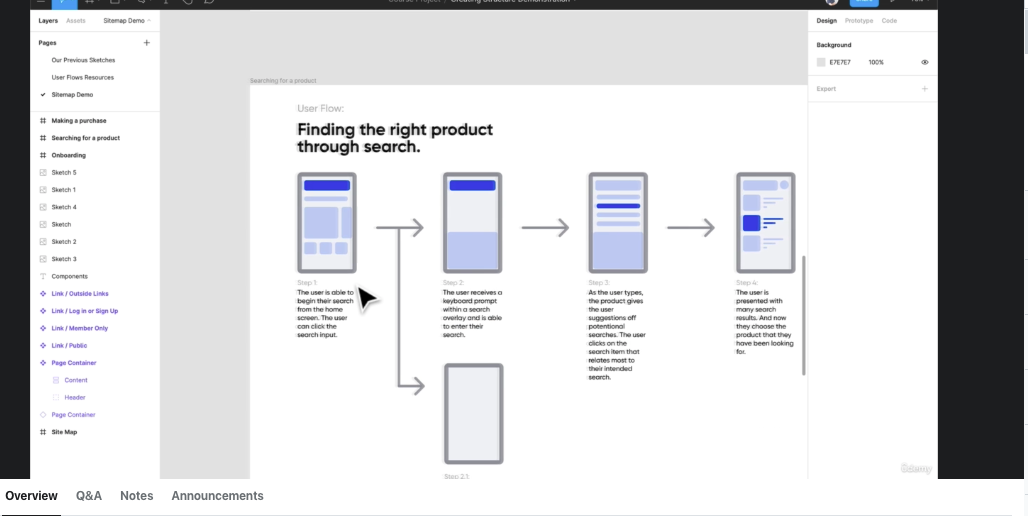 Course Project / Creating Structure Demonstration
Layers Assets Sitemap Demo
Pages
Our Previous Sketches
User Flows Resources
Sitemap Demo
Making a purchase
Searching for a product
Onboarding
Sketch 5
Sketch 1
Sketch 4
Sketch
Sketch 2
Sketch 3
Components
Link / Outside Links
Link / Log in or Sign Up
Link / Member Only
Link / Public
Page Container
Content
Header
Page Container
Site Map
Searching for a product
User Flow:
Finding the right product
through search.
Step 1:
The user is able to
begin their search
from the home
screen. The user
can click the
search input.
Step 2:
The user receives a
keyboard prompt
within a search
overlay and is able
to enter their
search.
Step 3:
As the user types,
the product gives
the user
suggestions off
potentional
searches. The user
clicks on the
search item that
relates most to
their intended
search.
Step 4:
The user is
presented with
many search
results. And now
they choose the
product that they
have been looking
for.
Step 2.1:
Design Prototype Code
Background
E7E7E7 100%
Export
Udemy
Overview Q&A Notes Announcements